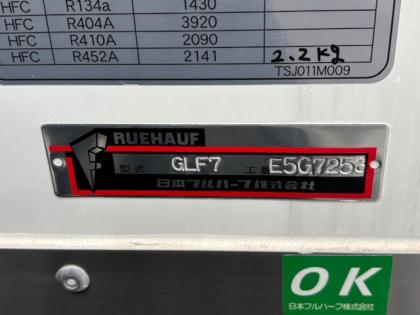 HFC R134a 1430
HFC R404A 3920
HFC R410A 2090
HFC R452A 2141
2.2kg
TSJ011M009
RUEHAUF
型式 GLF7 工番 E5G7253
日本フルハーフ株式会社
OK
日本フルハーフ株式会社